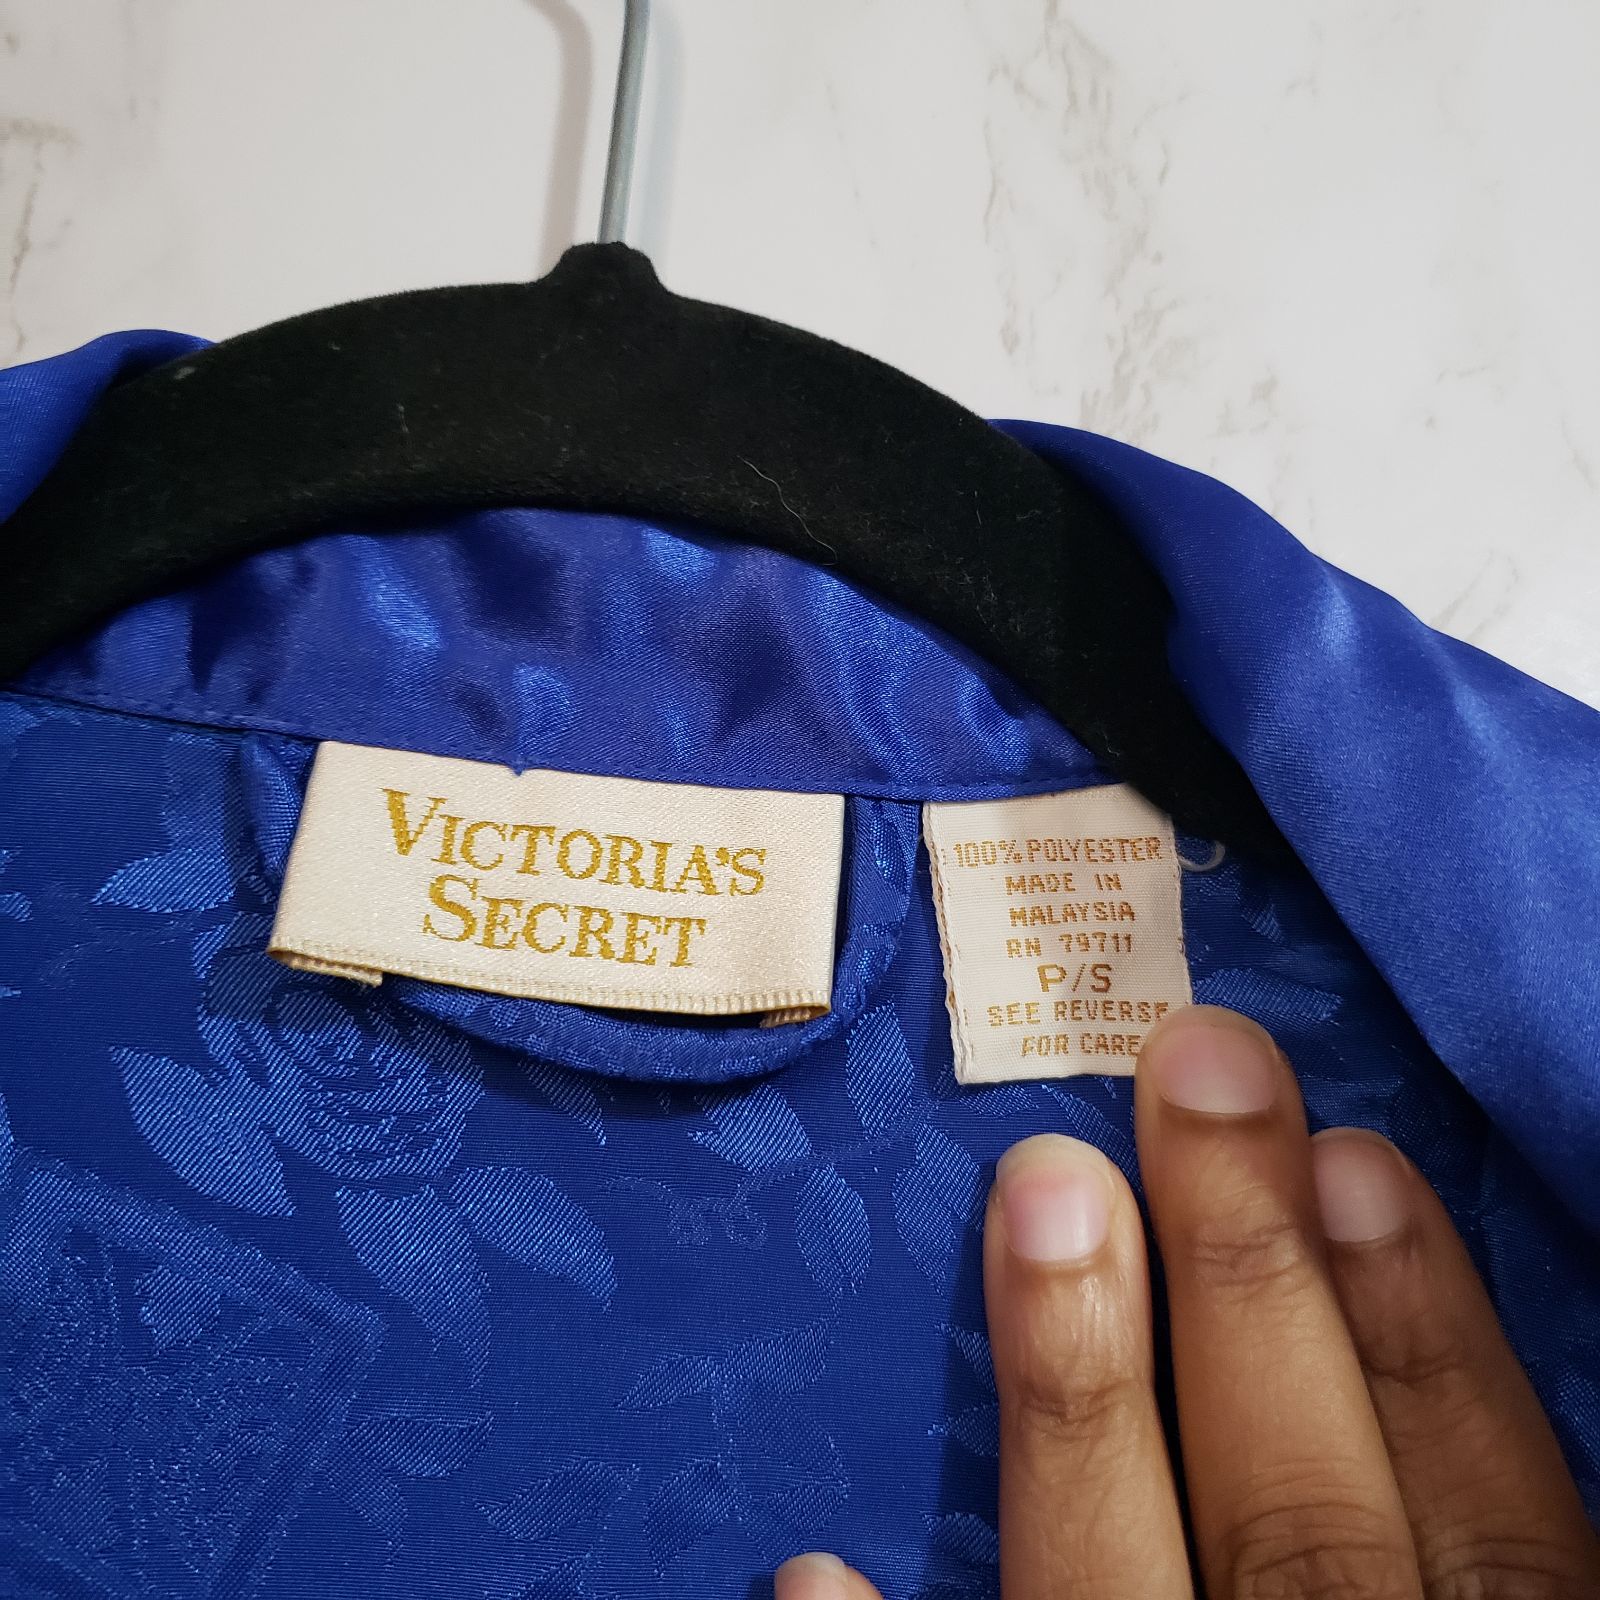 VICTORIA'S
SECRET
100% POLYESTER
MADE IN
MALAYSIA
RN 79711
P/S
SEE REVERSE
FOR CARE